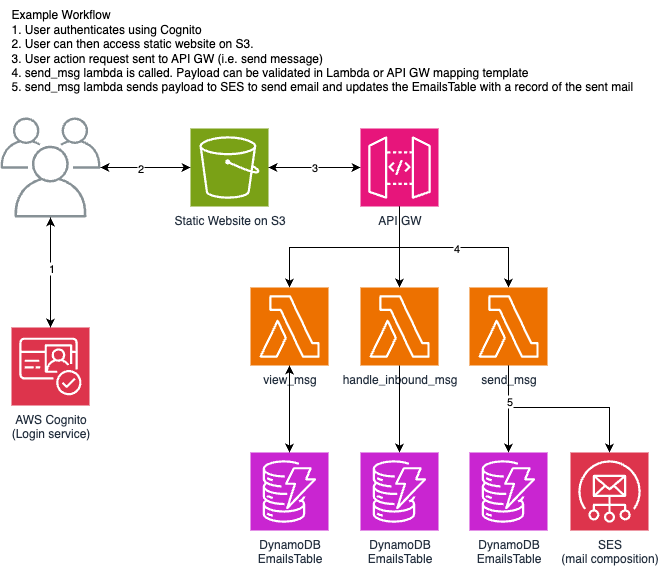 Example Workflow
1. User authenticates using Cognito
2. User can then access static website on S3.
3. User action request sent to API GW (i.e. send message)
4. send_msg lambda is called. Payload can be validated in Lambda or API GW mapping template
5. send_msg lambda sends payload to SES to send email and updates the EmailsTable with a record of the sent mail
2
3
</>
Static Website on S3
API GW
4
1
view_msg
handle_inbound_msg
send_msg
5
AWS Cognito
(Login service)
DynamoDB
EmailsTable
DynamoDB
EmailsTable
DynamoDB
EmailsTable
SES
(mail composition)